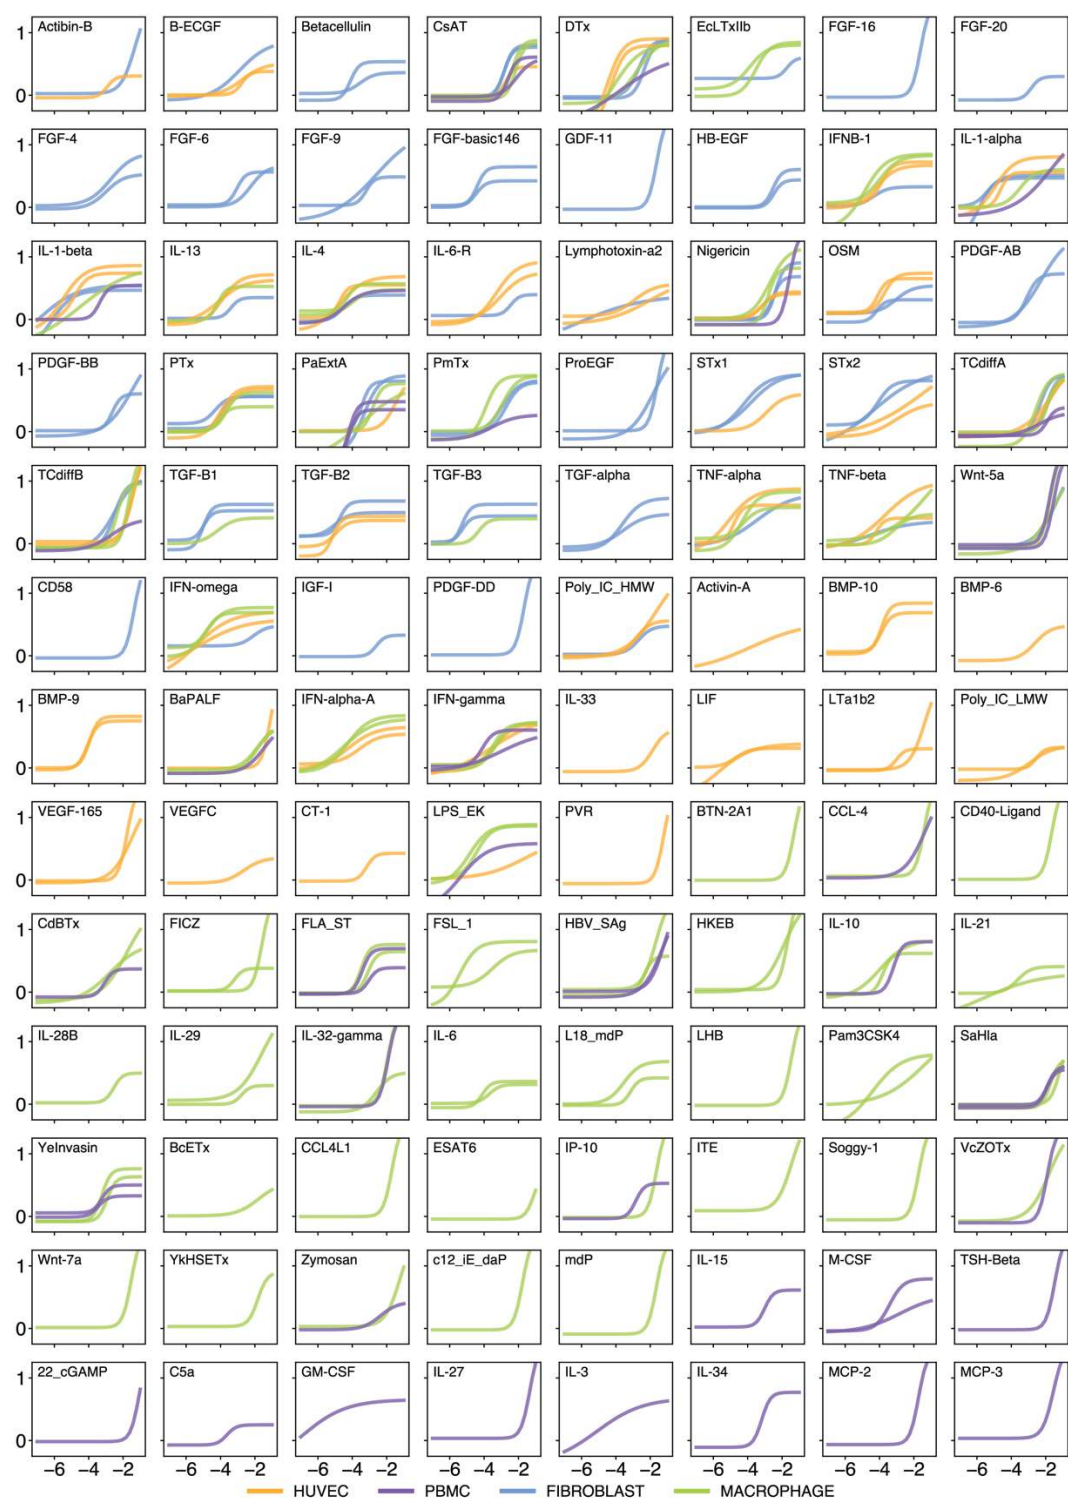 Actibin-B B-ECGF Betacellulin CsAT DTx EcLTxIIb FGF-16 FGF-20
1
0
FGF-4 FGF-6 FGF-9 FGF-basic146 GDF-11 HB-EGF IFNB-1 IL-1-alpha
1
0
IL-1-beta IL-13 IL-4 IL-6-R Lymphotoxin-a2 Nigericin OSM PDGF-AB
1
0
PDGF-BB PTx PaExtA PmTx ProEGF STx1 STx2 TCdiffA
1
0
TCdiffB TGF-B1 TGF-B2 TGF-B3 TGF-alpha TNF-alpha TNF-beta Wnt-5a
1
0
CD58 IFN-omega IGF-I PDGF-DD Poly_IC_HMW Activin-A BMP-10 BMP-6
1
0
BMP-9 BaPALF IFN-alpha-A IFN-gamma IL-33 LIF LTa1b2 Poly_IC_LMW
1
0
VEGF-165 VEGFC CT-1 LPS_EK PVR BTN-2A1 CCL-4 CD40-Ligand
1
0
CdBTx FICZ FLA_ST FSL_1 HBV_SAg HKEB IL-10 IL-21
1
0
IL-28B IL-29 IL-32-gamma IL-6 L18_mdP LHB Pam3CSK4 SaHla
1
0
YeInvasin BcETx CCL4L1 ESAT6 IP-10 ITE Soggy-1 VcZOTx
1
0
Wnt-7a YkHSETx Zymosan c12_iE_daP mdP IL-15 M-CSF TSH-Beta
1
0
22_cGAMP C5a GM-CSF IL-27 IL-3 IL-34 MCP-2 MCP-3
1
0
−6 −4 −2 −6 −4 −2 −6 −4 −2 −6 −4 −2 −6 −4 −2 −6 −4 −2 −6 −4 −2 −6 −4 −2
HUVEC PBMC FIBROBLAST MACROPHAGE